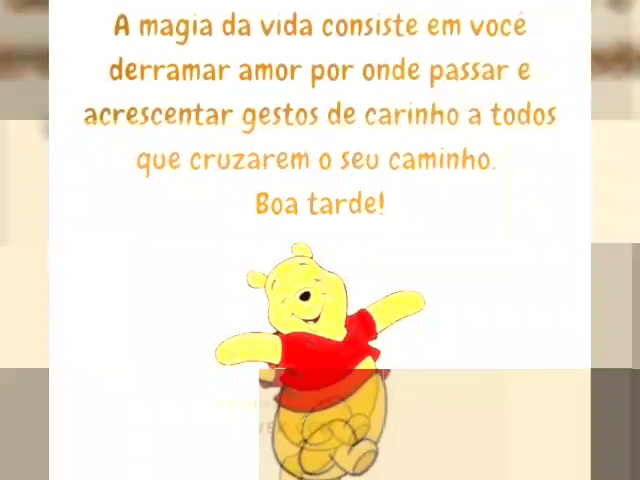 A magia da vida consiste em você
derramar amor por onde passar e
acrescentar gestos de carinho a todos
que cruzarem o seu caminho.
Boa tarde!